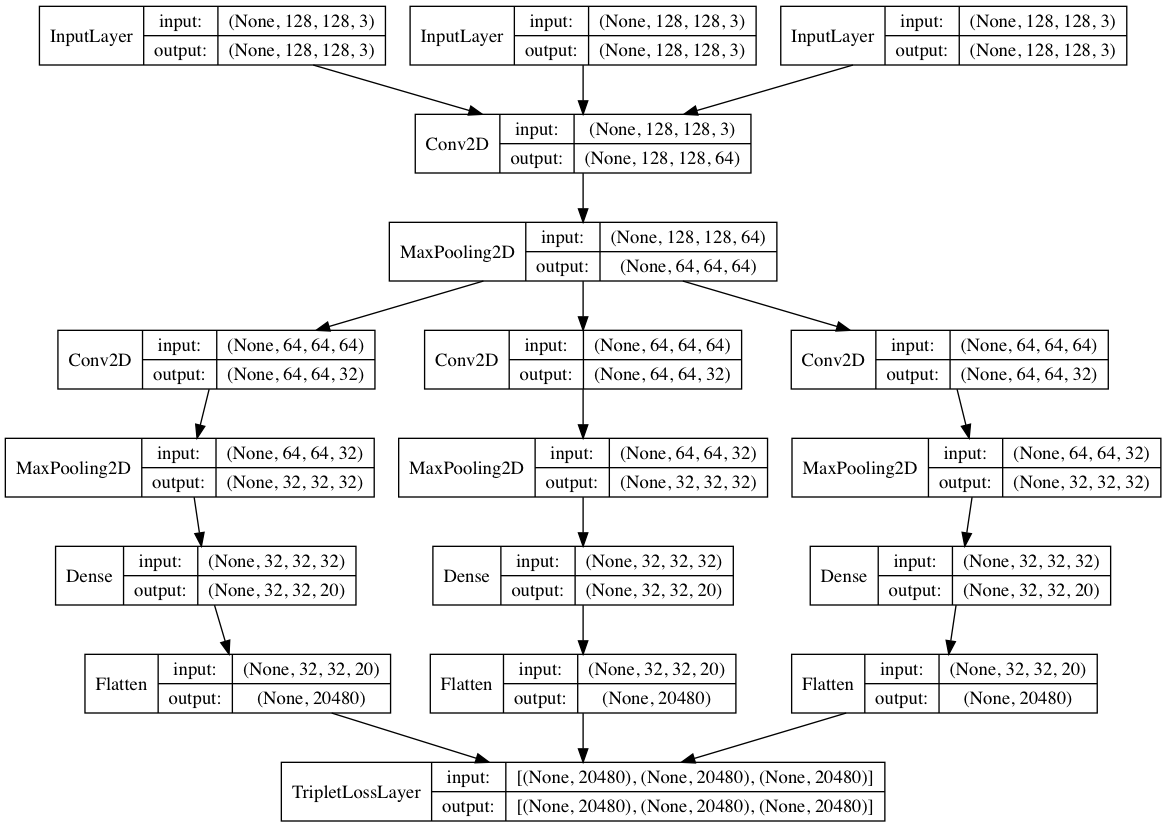 InputLayer input: (None, 128, 128, 3) output: (None, 128, 128, 3)
InputLayer input: (None, 128, 128, 3) output: (None, 128, 128, 3)
InputLayer input: (None, 128, 128, 3) output: (None, 128, 128, 3)
Conv2D input: (None, 128, 128, 3) output: (None, 128, 128, 64)
MaxPooling2D input: (None, 128, 128, 64) output: (None, 64, 64, 64)
Conv2D input: (None, 64, 64, 64) output: (None, 64, 64, 32)
Conv2D input: (None, 64, 64, 64) output: (None, 64, 64, 32)
Conv2D input: (None, 64, 64, 64) output: (None, 64, 64, 32)
MaxPooling2D input: (None, 64, 64, 32) output: (None, 32, 32, 32)
MaxPooling2D input: (None, 64, 64, 32) output: (None, 32, 32, 32)
MaxPooling2D input: (None, 64, 64, 32) output: (None, 32, 32, 32)
Dense input: (None, 32, 32, 32) output: (None, 32, 32, 20)
Dense input: (None, 32, 32, 32) output: (None, 32, 32, 20)
Dense input: (None, 32, 32, 32) output: (None, 32, 32, 20)
Flatten input: (None, 32, 32, 20) output: (None, 20480)
Flatten input: (None, 32, 32, 20) output: (None, 20480)
Flatten input: (None, 32, 32, 20) output: (None, 20480)
TripletLossLayer input: [(None, 20480), (None, 20480), (None, 20480)] output: [(None, 20480), (None, 20480), (None, 20480)]